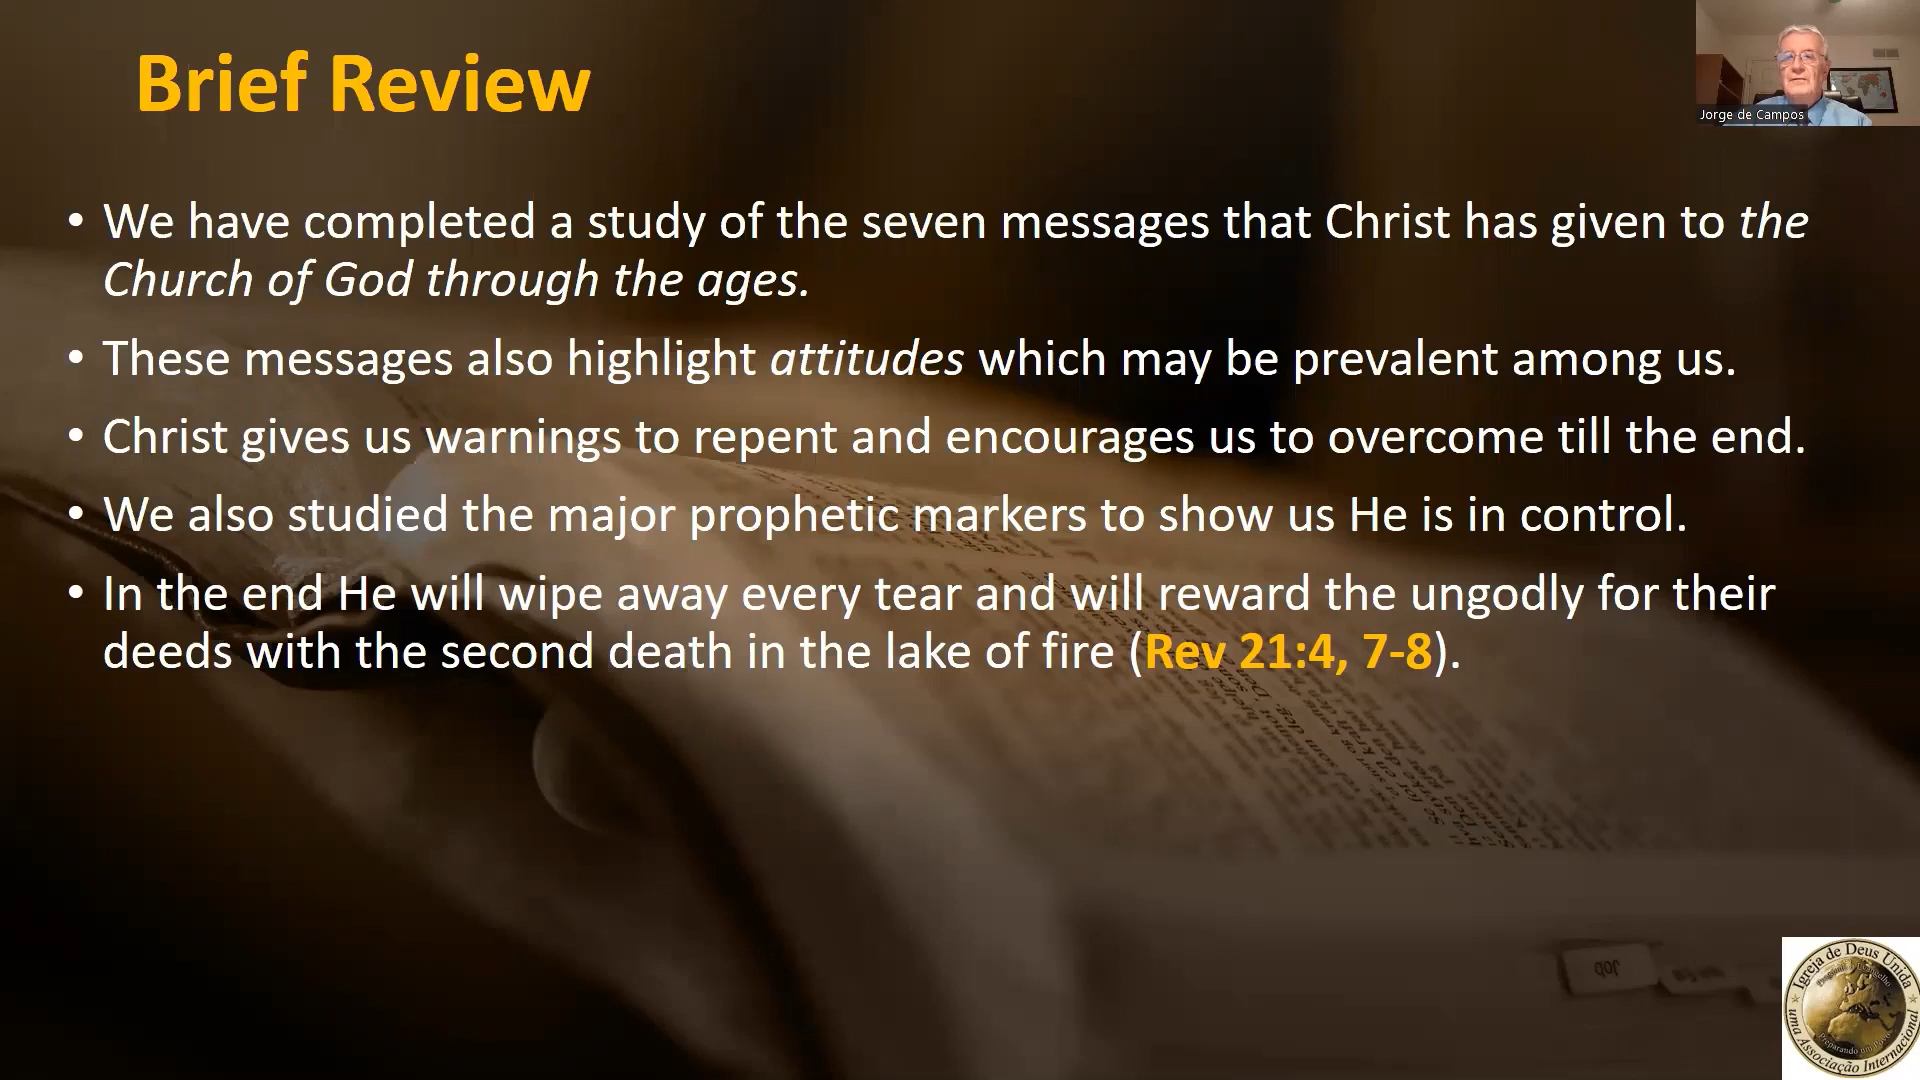 Brief Review
Jorge de Campos
• We have completed a study of the seven messages that Christ has given to the
Church of God through the ages.
• These messages also highlight attitudes which may be prevalent among us.
• Christ gives us warnings to repent and encourages us to overcome till the end.
• We also studied the major prophetic markers to show us He is in control.
• In the end He will wipe away every tear and will reward the ungodly for their
deeds with the second death in the lake of fire (Rev 21:4, 7-8).
Job
Igreja de Deus Unida
uma Associação Internacional